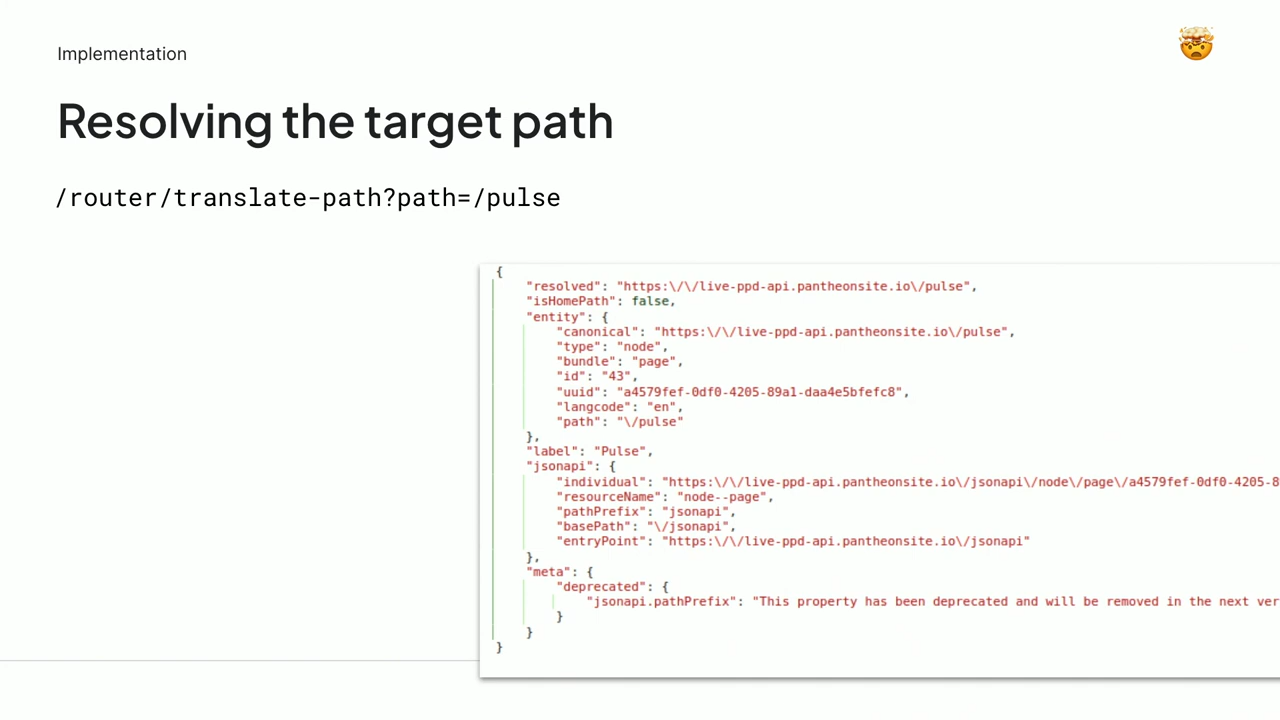 Implementation
Resolving the target path
/router/translate-path?path=/pulse
{
"resolved": "https:\/\/live-ppd-api.pantheonsite.io\/pulse",
"isHomePath": false,
"entity": {
"canonical": "https:\/\/live-ppd-api.pantheonsite.io\/pulse",
"type": "node",
"bundle": "page",
"id": "43",
"uuid": "a4579fef-0df0-4205-89a1-daa4e5bfefc8",
"langcode": "en",
"path": "\/pulse"
},
"label": "Pulse",
"jsonapi": {
"individual": "https:\/\/live-ppd-api.pantheonsite.io\/jsonapi\/node\/page\/a4579fef-0df0-4205-8
"resourceName": "node--page",
"pathPrefix": "jsonapi",
"basePath": "\/jsonapi",
"entryPoint": "https:\/\/live-ppd-api.pantheonsite.io\/jsonapi"
},
"meta": {
"deprecated": {
"jsonapi.pathPrefix": "This property has been deprecated and will be removed in the next ver
}
}
}